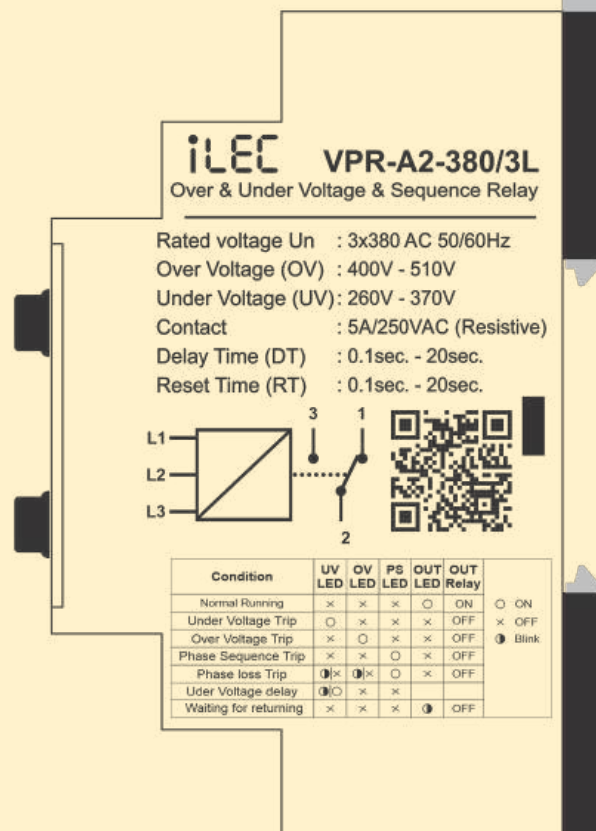 iLEC VPR-A2-380/3L
Over & Under Voltage & Sequence Relay
Rated voltage Un : 3x380 AC 50/60Hz
Over Voltage (OV) : 400V - 510V
Under Voltage (UV) : 260V - 370V
Contact : 5A/250VAC (Resistive)
Delay Time (DT) : 0.1sec. - 20sec.
Reset Time (RT) : 0.1sec. - 20sec.
3 1
L1
L2
L3
2
Condition UV LED OV LED PS LED OUT LED OUT Relay
Normal Running × × × ○ ON
Under Voltage Trip ○ × × × OFF
Over Voltage Trip × ○ × × OFF
Phase Sequence Trip × × ○ × OFF
Phase loss Trip ◑|× ◑|× ○ × OFF
Uder Voltage delay ◑|○ × ×
Waiting for returning × × × ◑ OFF
○ ON
× OFF
◑ Blink